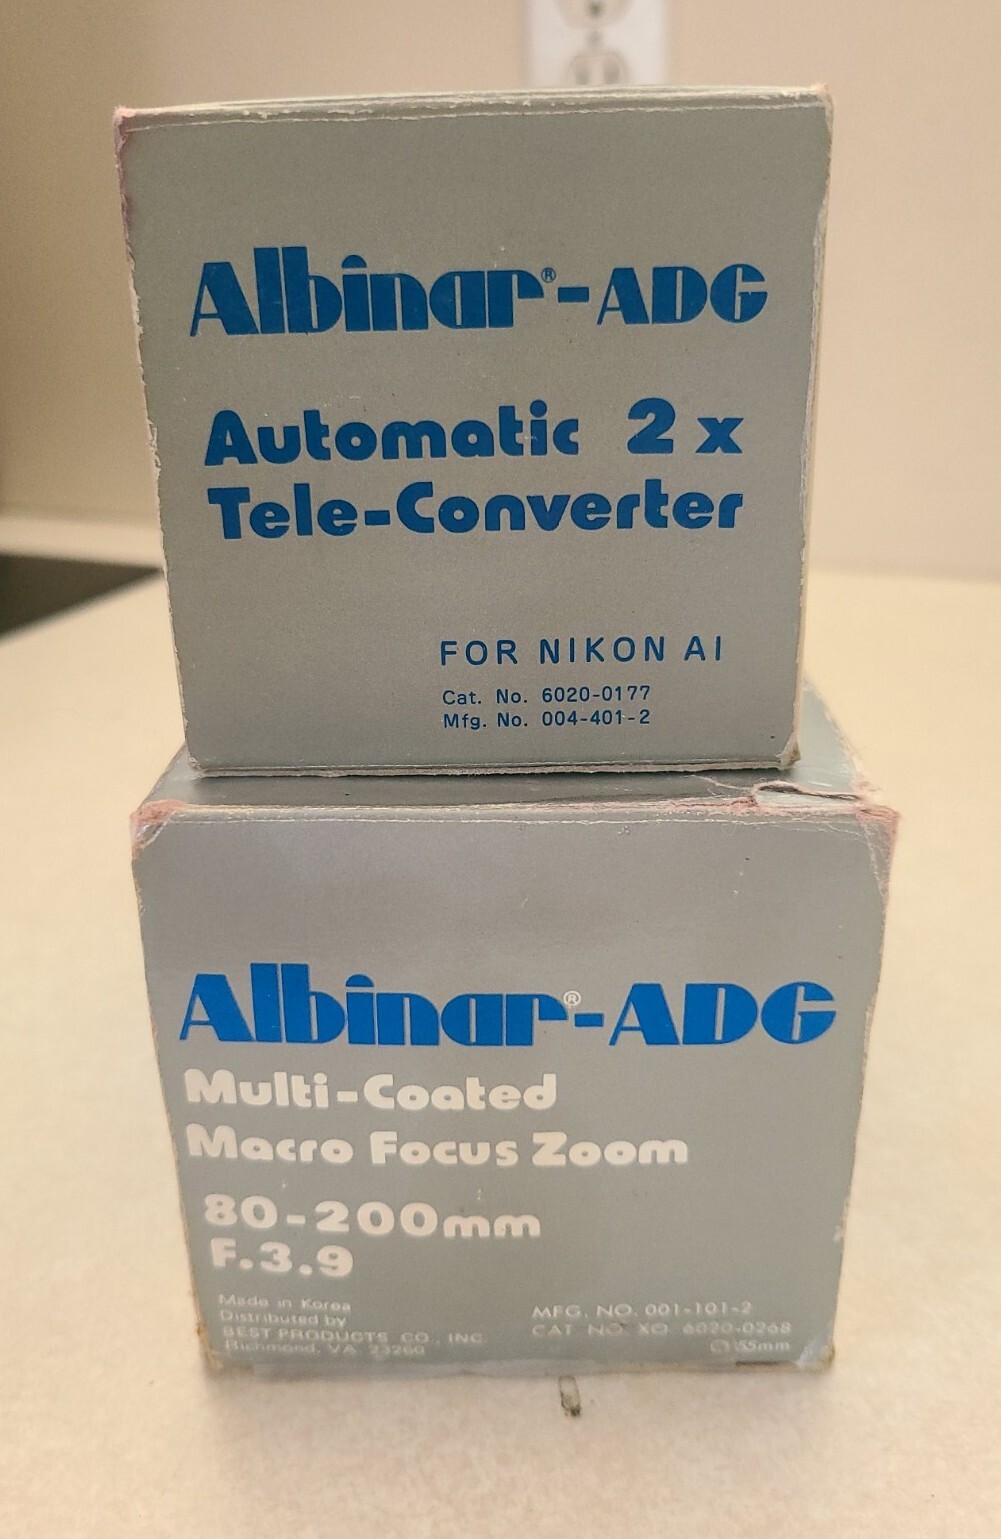 Albinar®-ADG
Automatic 2x
Tele-Converter
FOR NIKON AI
Cat. No. 6020-0177
Mfg. No. 004-401-2
Albinar®-ADG
Multi-Coated
Macro Focus Zoom
80-200mm
F.3.9
Made in Korea
Distributed by
BEST PRODUCTS CO., INC.
Richmond, VA 23260
MFG. NO. 001-101-2
CAT NO. XO 6020-0268
∅ 55mm